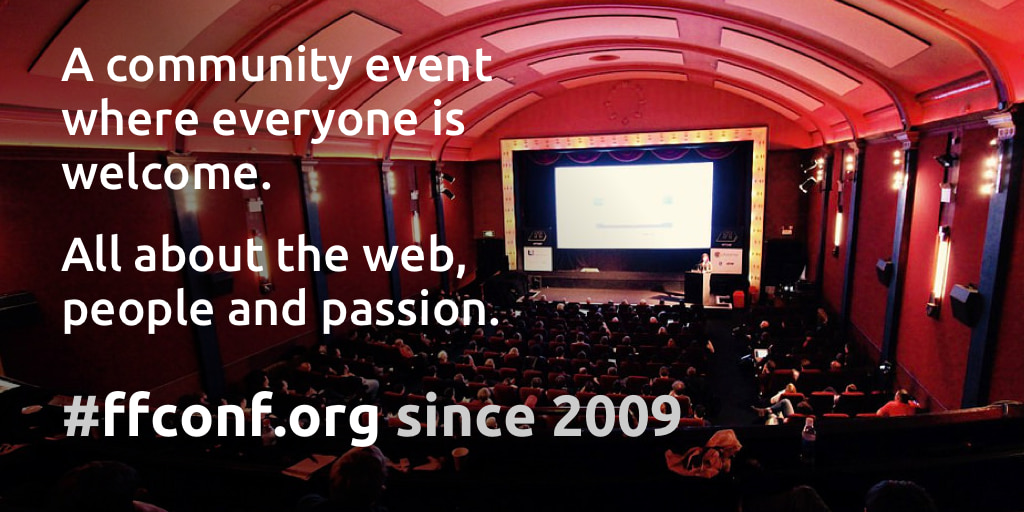 A community event
where everyone is
welcome.
All about the web,
people and passion.
#ffconf.org since 2009